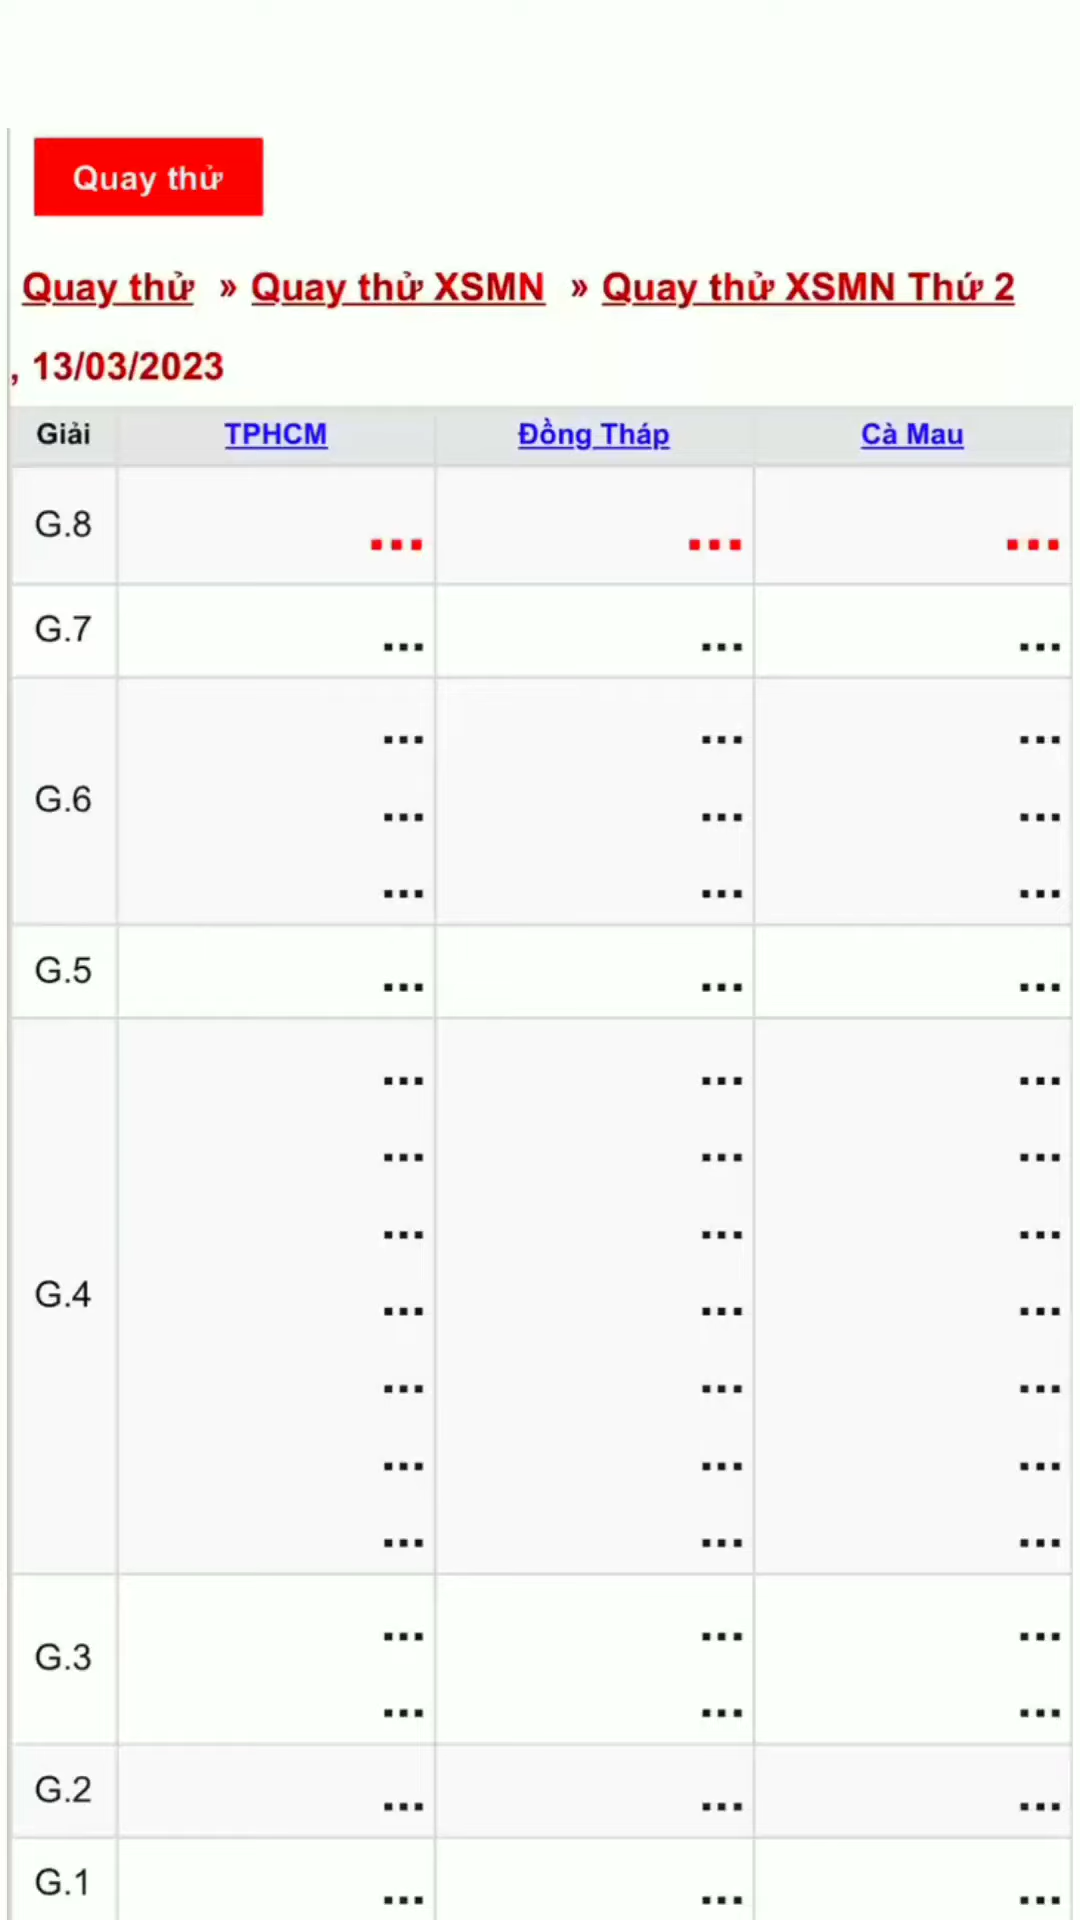 Quay thử
Quay thử » Quay thử XSMN » Quay thử XSMN Thứ 2
, 13/03/2023
Giải TPHCM Đồng Tháp Cà Mau
G.8 ... ... ...
G.7 ... ... ...
... ... ...
G.6 ... ... ...
... ... ...
G.5 ... ... ...
... ... ...
... ... ...
... ... ...
G.4 ... ... ...
... ... ...
... ... ...
... ... ...
G.3 ... ... ...
... ... ...
G.2 ... ... ...
G.1 ... ... ...